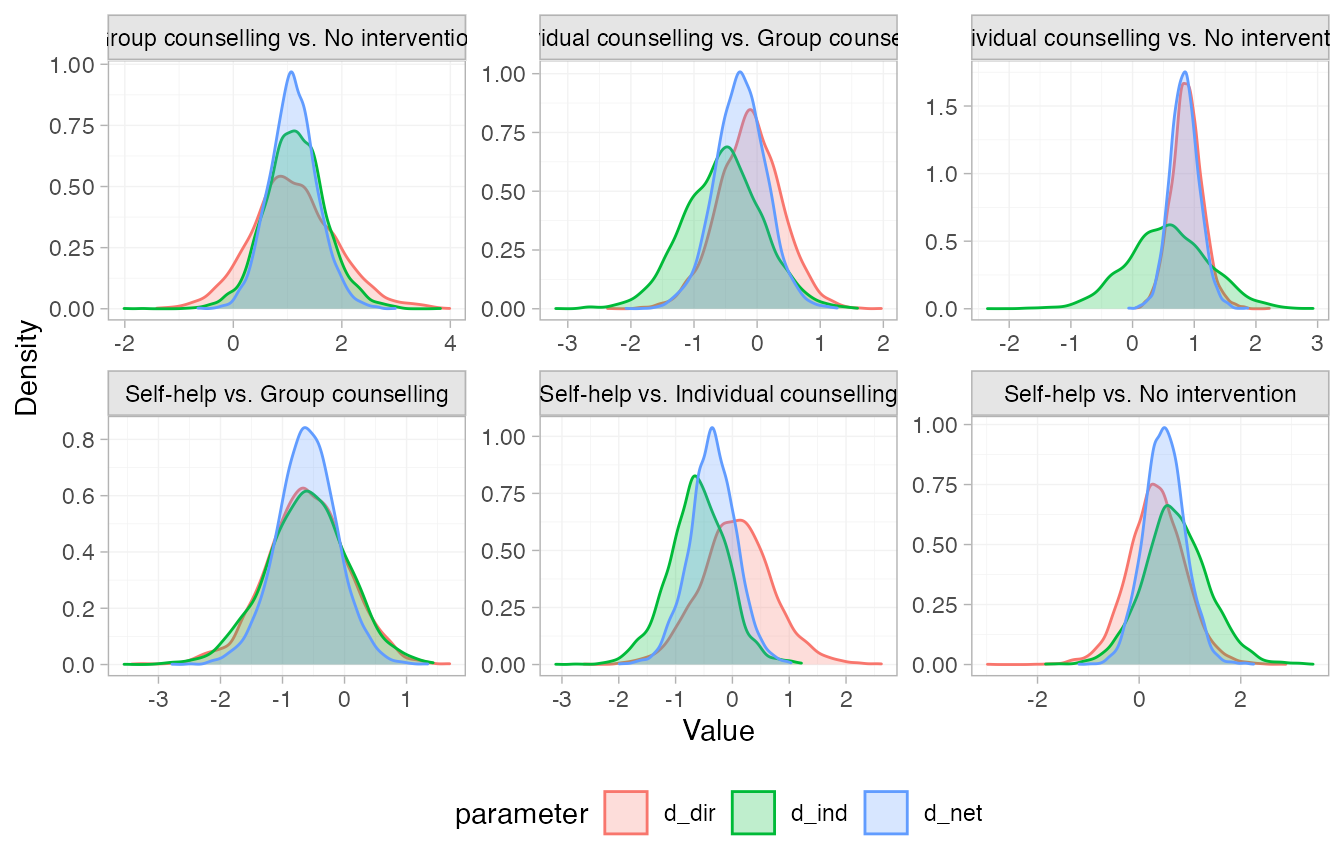 Group counselling vs. No interventio
vidual counselling vs. Group counse
ividual counselling vs. No intervent
1.00
0.75
0.50
0.25
0.00
-2 0 2 4
1.00
0.75
0.50
0.25
0.00
-3 -2 -1 0 1 2
1.5
1.0
0.5
0.0
-2 -1 0 1 2 3
Density
Self-help vs. Group counselling
Self-help vs. Individual counselling
Self-help vs. No intervention
0.8
0.6
0.4
0.2
0.0
-3 -2 -1 0 1
1.00
0.75
0.50
0.25
0.00
-3 -2 -1 0 1 2
1.00
0.75
0.50
0.25
0.00
-2 0 2
Value
parameter d_dir d_ind d_net